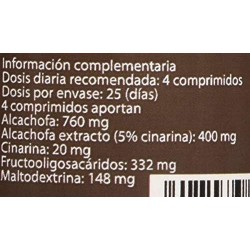 Información complementaria
Dosis diaria recomendada: 4 comprimidos
Dosis por envase: 25 (días)
4 comprimidos aportan
Alcachofa: 760 mg
Alcachofa extracto (5% cinarina): 400 mg
Cinarina: 20 mg
Fructooligosacáridos: 332 mg
Maltodextrina: 148 mg